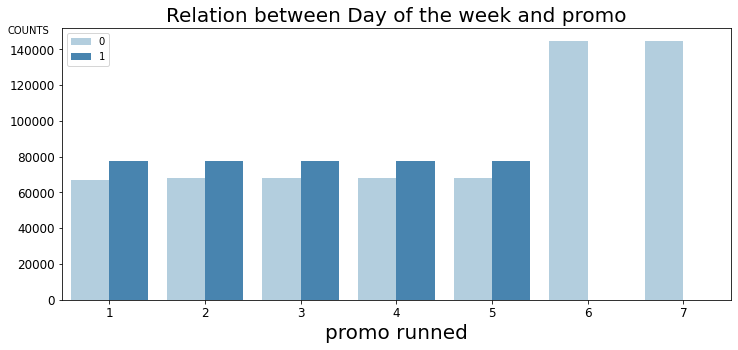 Relation between Day of the week and promo
COUNTS
0
1
140000
120000
100000
80000
60000
40000
20000
0
1 2 3 4 5 6 7
promo runned